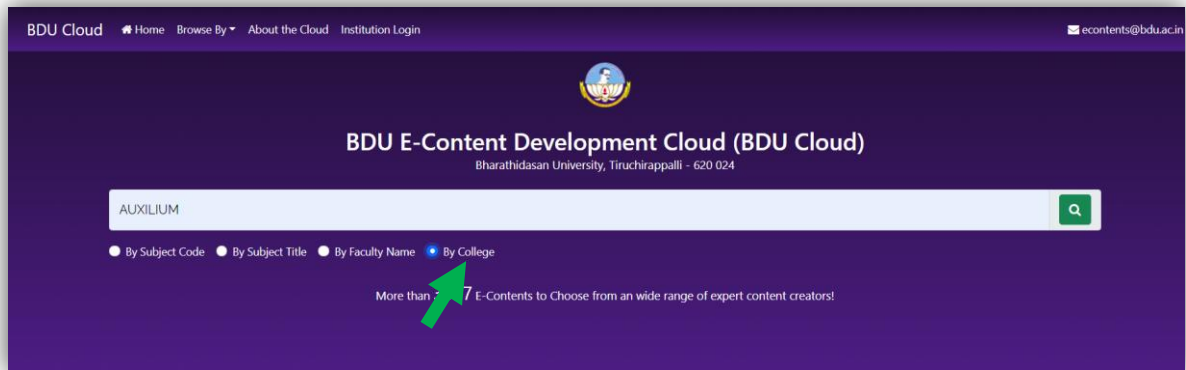 BDU Cloud Home Browse By About the Cloud Institution Login econtents@bdu.ac.in
BDU E-Content Development Cloud (BDU Cloud)
Bharathidasan University, Tiruchirappalli - 620 024
AUXILIUM
By Subject Code By Subject Title By Faculty Name By College
More than 7 E-Contents to Choose from an wide range of expert content creators!